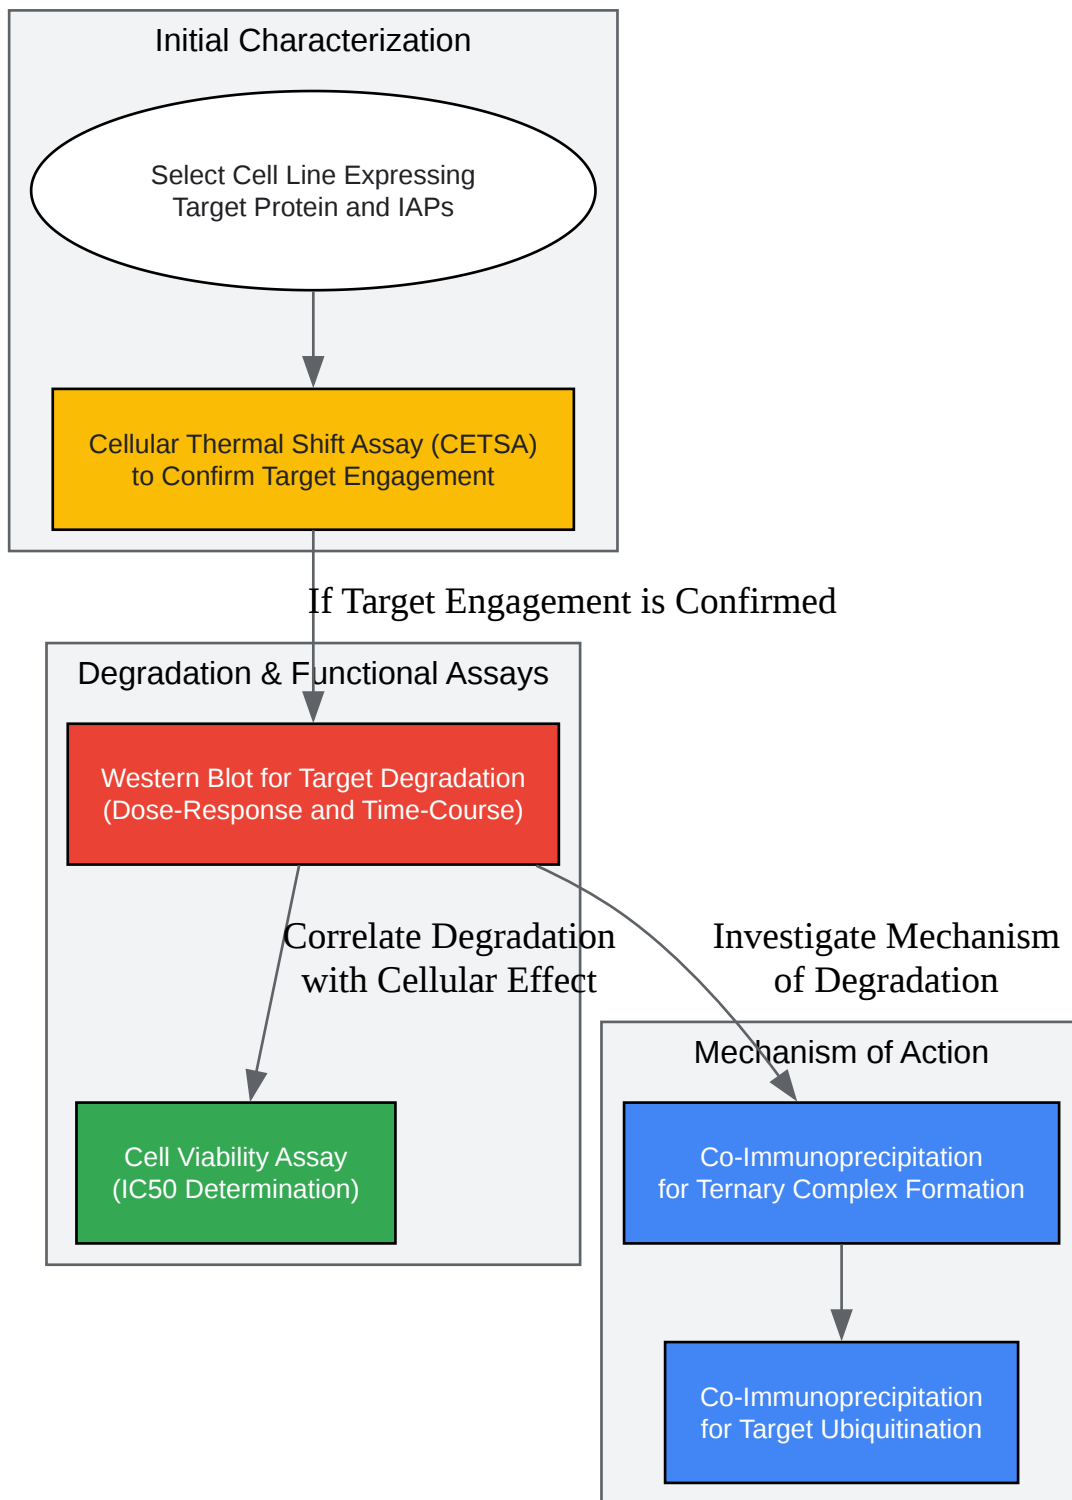 Initial Characterization
Select Cell Line Expressing
Target Protein and IAPs
Cellular Thermal Shift Assay (CETSA)
to Confirm Target Engagement
If Target Engagement is Confirmed
Degradation & Functional Assays
Western Blot for Target Degradation
(Dose-Response and Time-Course)
Correlate Degradation
with Cellular Effect
Investigate Mechanism
of Degradation
Mechanism of Action
Cell Viability Assay
(IC50 Determination)
Co-Immunoprecipitation
for Ternary Complex Formation
Co-Immunoprecipitation
for Target Ubiquitination